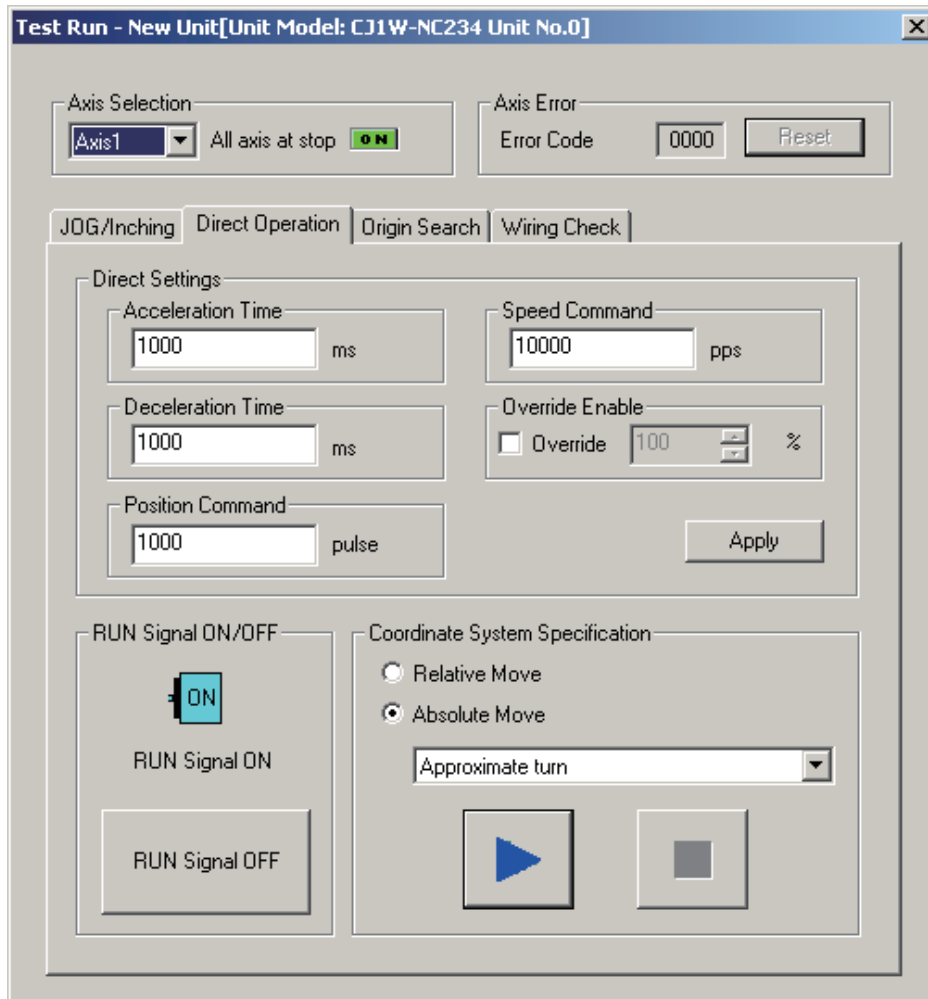 Test Run - New Unit[Unit Model: CJ1W-NC234 Unit No.0]
Axis Selection
Axis1 All axis at stop ON
Axis Error
Error Code 0000 Reset
JOG/Inching Direct Operation Origin Search Wiring Check
Direct Settings
Acceleration Time
1000 ms
Speed Command
10000 pps
Deceleration Time
1000 ms
Override Enable
Override 100 %
Position Command
1000 pulse
Apply
RUN Signal ON/OFF
ON
RUN Signal ON
RUN Signal OFF
Coordinate System Specification
Relative Move
Absolute Move
Approximate turn